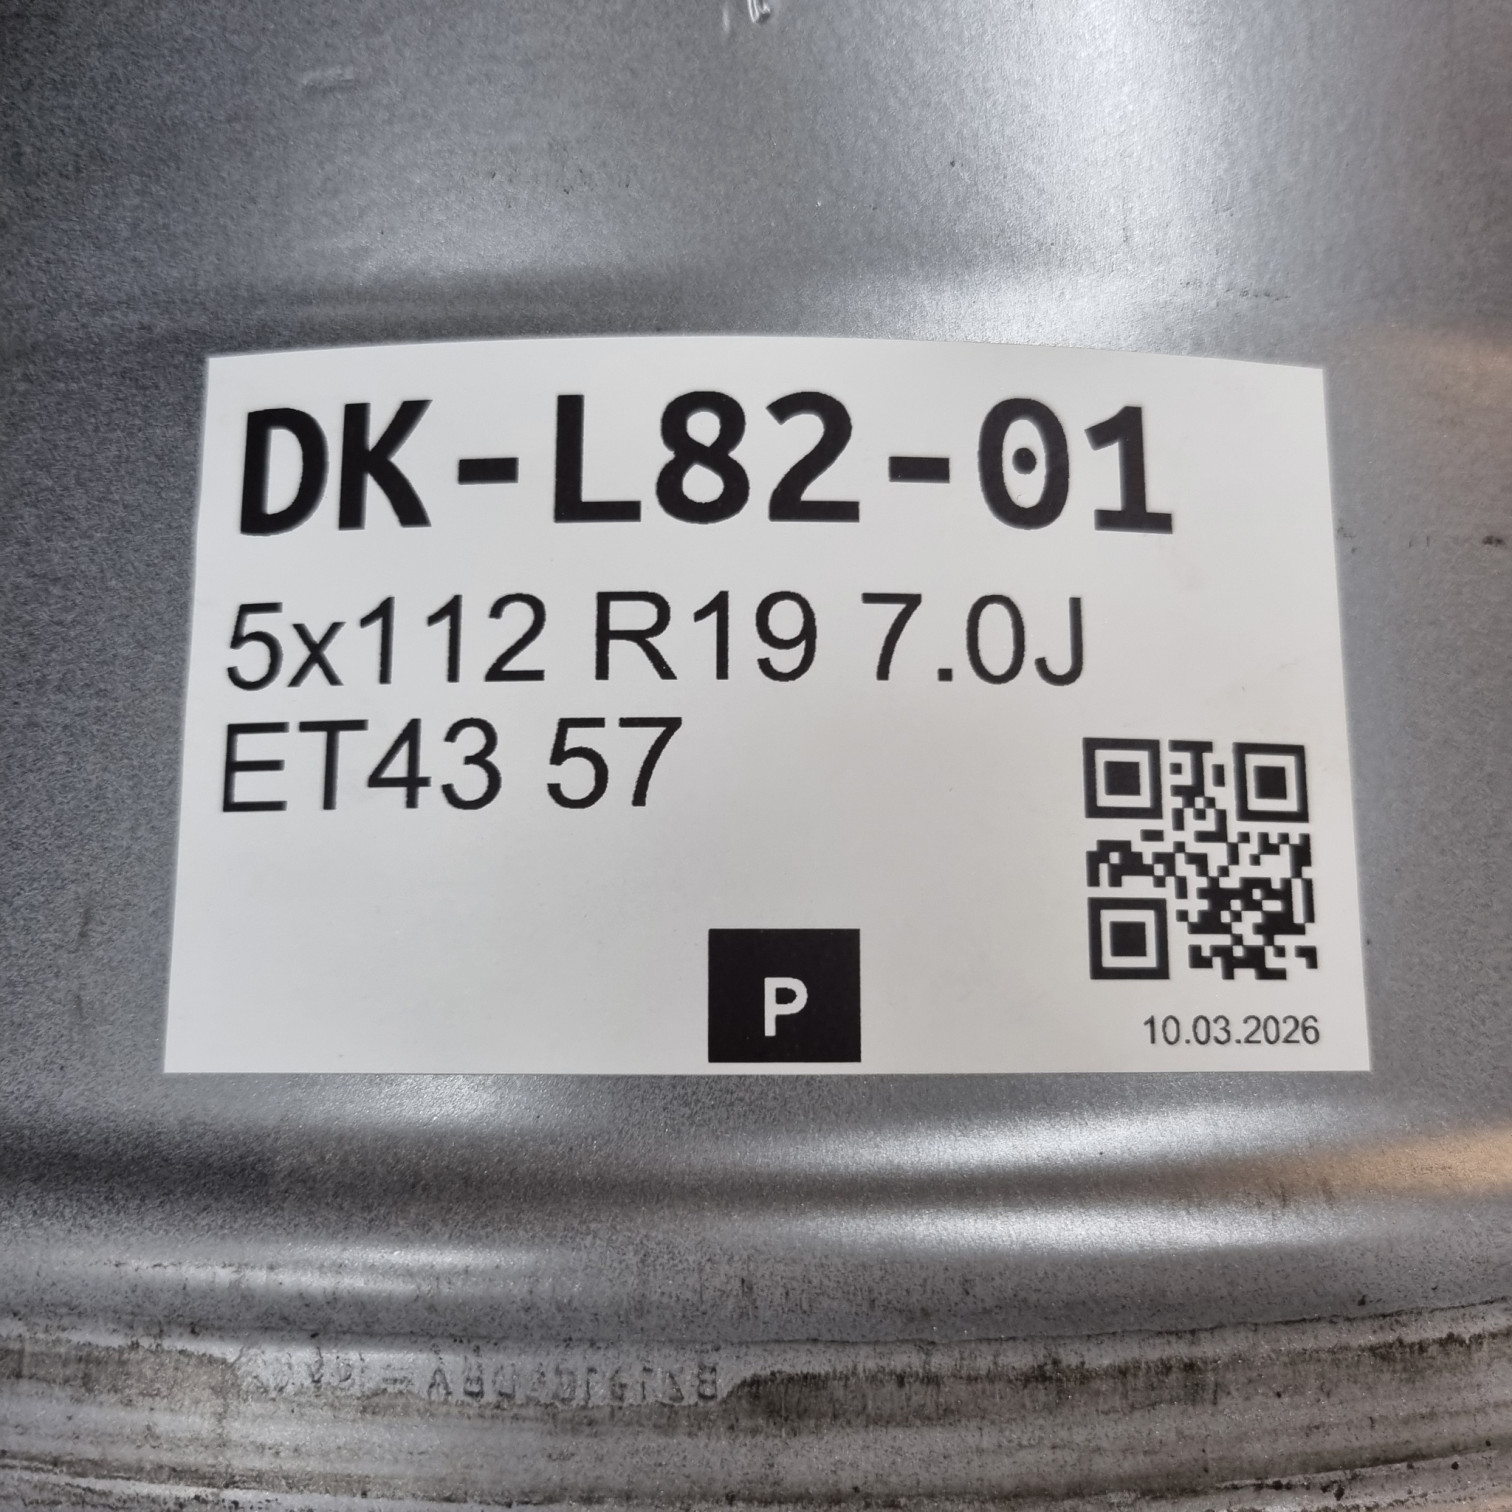 DK-L82-01
5x112 R19 7.0J
ET43 57
P
10.03.2026